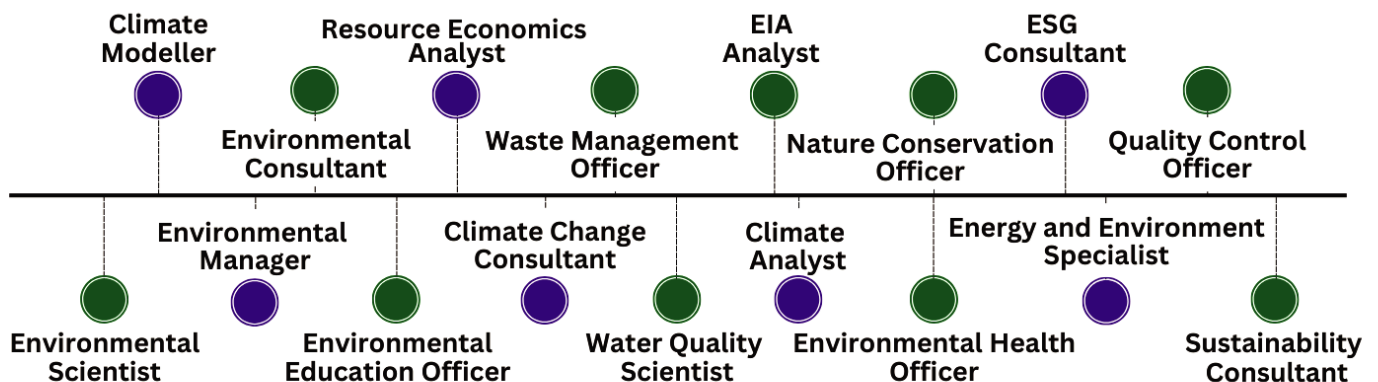 Climate
Modeller
Resource Economics
Analyst
EIA
Analyst
ESG
Consultant
Environmental
Consultant
Waste Management
Officer
Nature Conservation
Officer
Quality Control
Officer
Environmental
Manager
Climate Change
Consultant
Climate
Analyst
Energy and Environment
Specialist
Environmental
Scientist
Environmental
Education Officer
Water Quality
Scientist
Environmental Health
Officer
Sustainability
Consultant